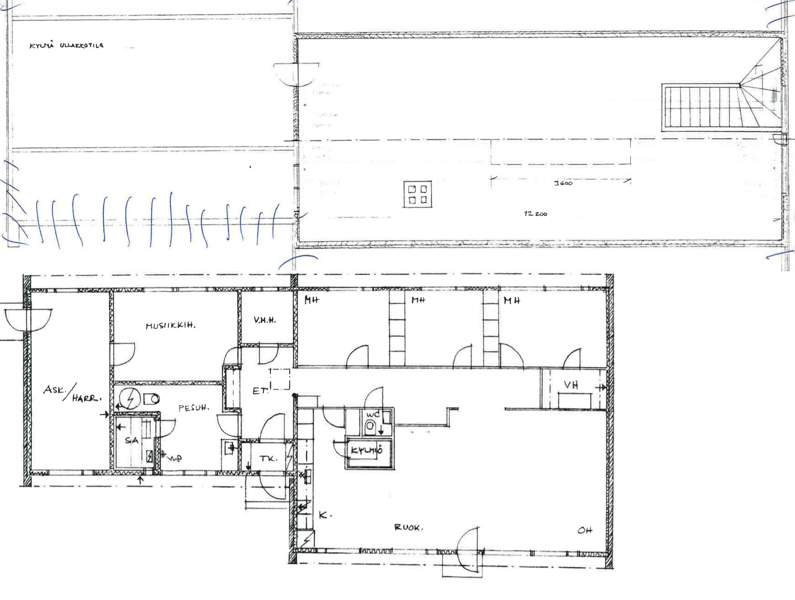 KYLMÄ ULLAKKOTILA
3600
12 200
MH
MH
MH
MUSIIKKIH.
V.H.H.
ASK./HARR.
ET.
VH
PESUH.
WC
SA
TK.
KYLMIÖ
K.
RUOK.
OH